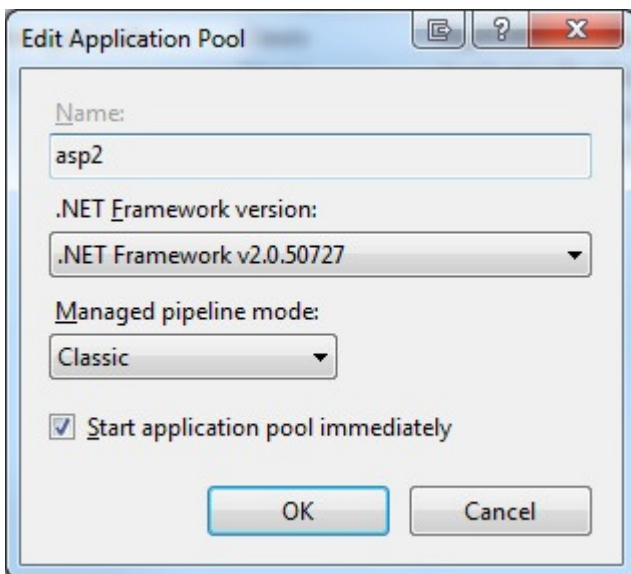 Edit Application Pool
Name:
asp2
.NET Framework version:
.NET Framework v2.0.50727
Managed pipeline mode:
Classic
Start application pool immediately
OK Cancel